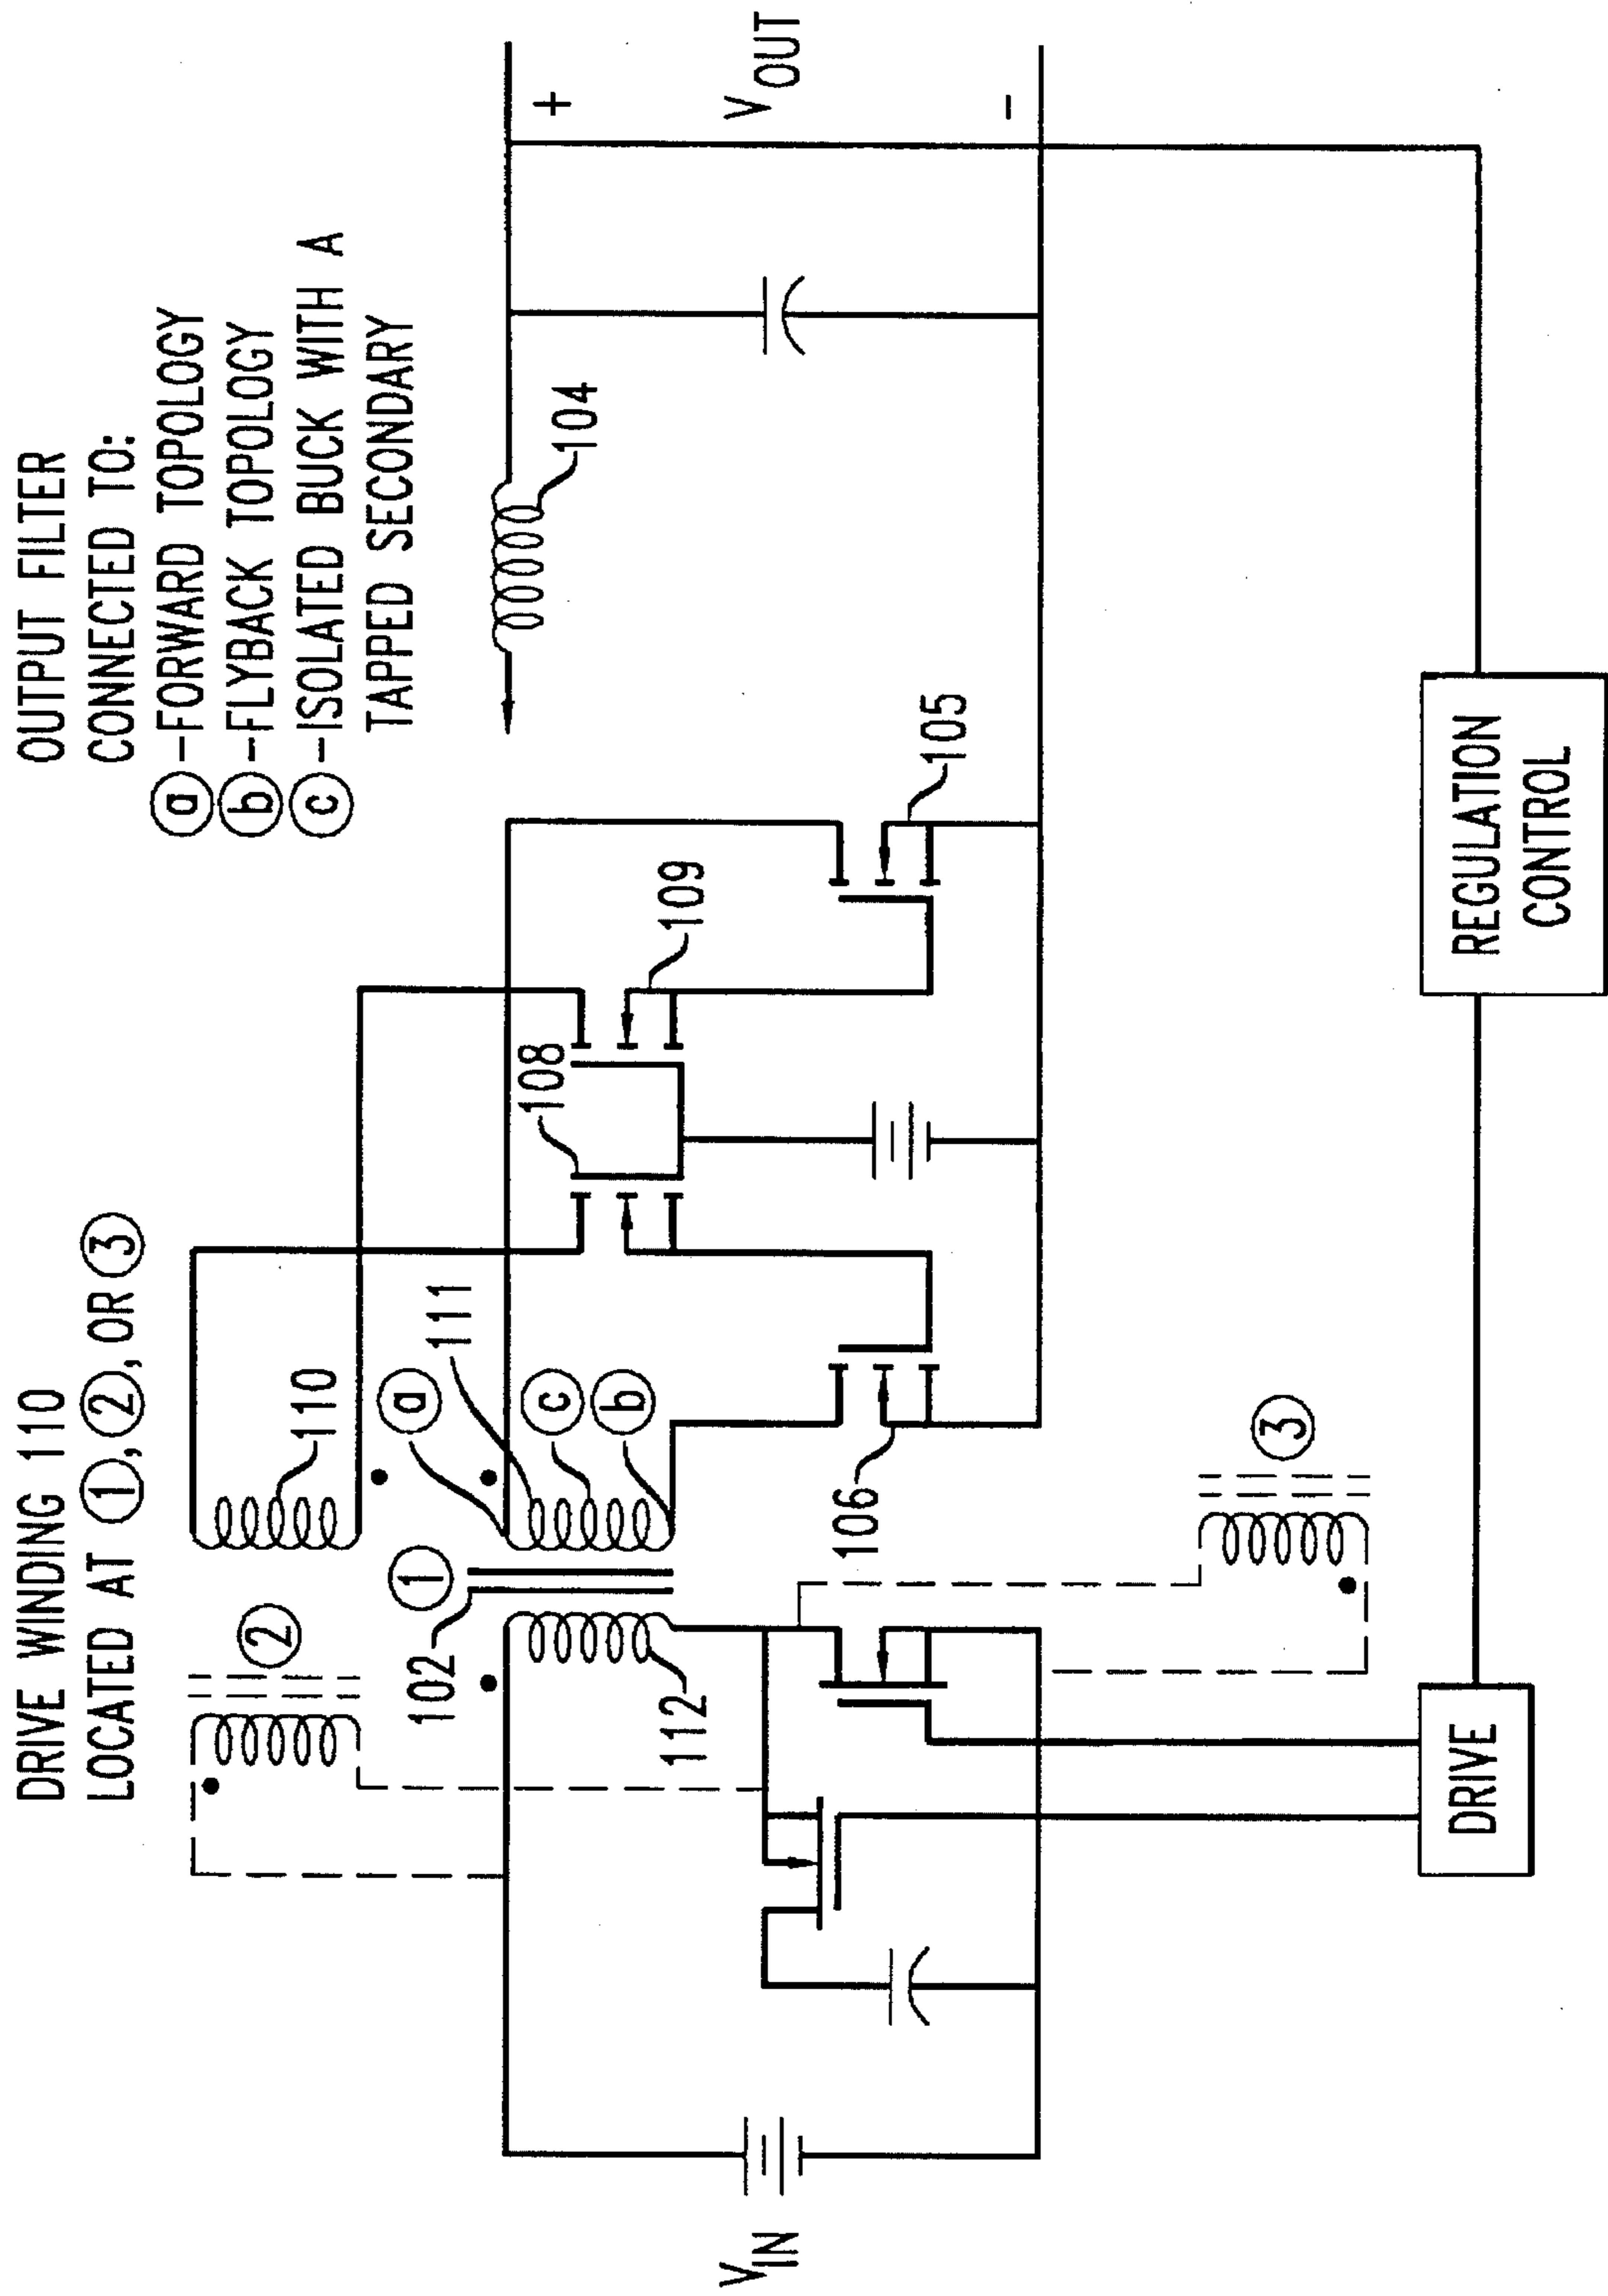 DRIVE WINDING 110
LOCATED AT ①, ②, OR ③
OUTPUT FILTER
CONNECTED TO:
ⓐ-FORWARD TOPOLOGY
ⓑ-FLYBACK TOPOLOGY
ⓒ-ISOLATED BUCK WITH A
TAPPED SECONDARY
②
110
102
①
ⓐ
111
ⓒ
ⓑ
112
108
109
104
+
VOUT
-
VIN
106
105
③
DRIVE
REGULATION
CONTROL